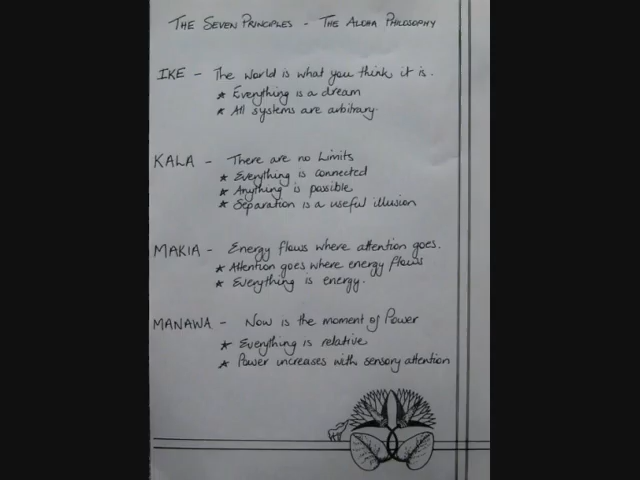 THE SEVEN PRINCIPLES - THE ALOHA PHILOSOPHY
IKE - The World is what you think it is.
* Everything is a dream
* All systems are arbitrary.
KALA - There are no Limits
* Everything is connected
* Anything is possible
* Separation is a useful illusion
MAKIA - Energy flows where attention goes.
* Attention goes where energy flows
* Everything is energy.
MANAWA - Now is the moment of Power
* Everything is relative
* Power increases with sensory attention